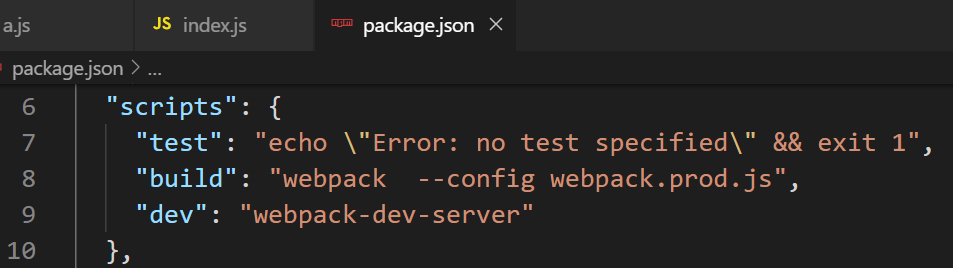 a.js JS index.js package.json ×
package.json > ...
6 "scripts": {
7 "test": "echo \"Error: no test specified\" && exit 1",
8 "build": "webpack  --config webpack.prod.js",
9 "dev": "webpack-dev-server"
10 },